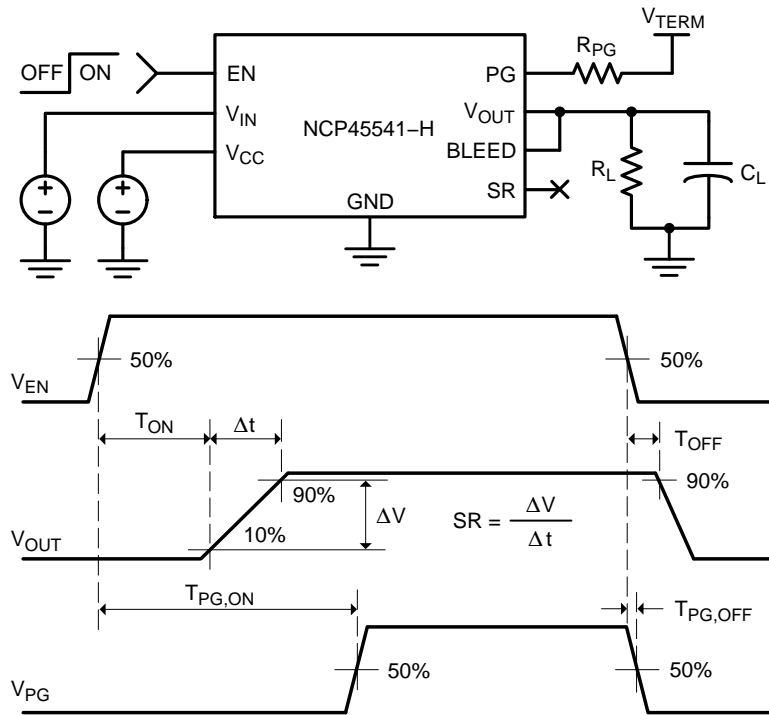 V_TERM
R_PG
OFF ON
EN
PG
V_IN
V_OUT
NCP45541–H
V_CC
BLEED
R_L
C_L
SR
GND
+
–
+
–
50%
50%
V_EN
T_ON
Δt
T_OFF
90%
ΔV
SR = ΔV / Δt
90%
10%
V_OUT
T_PG,ON
T_PG,OFF
50%
50%
V_PG